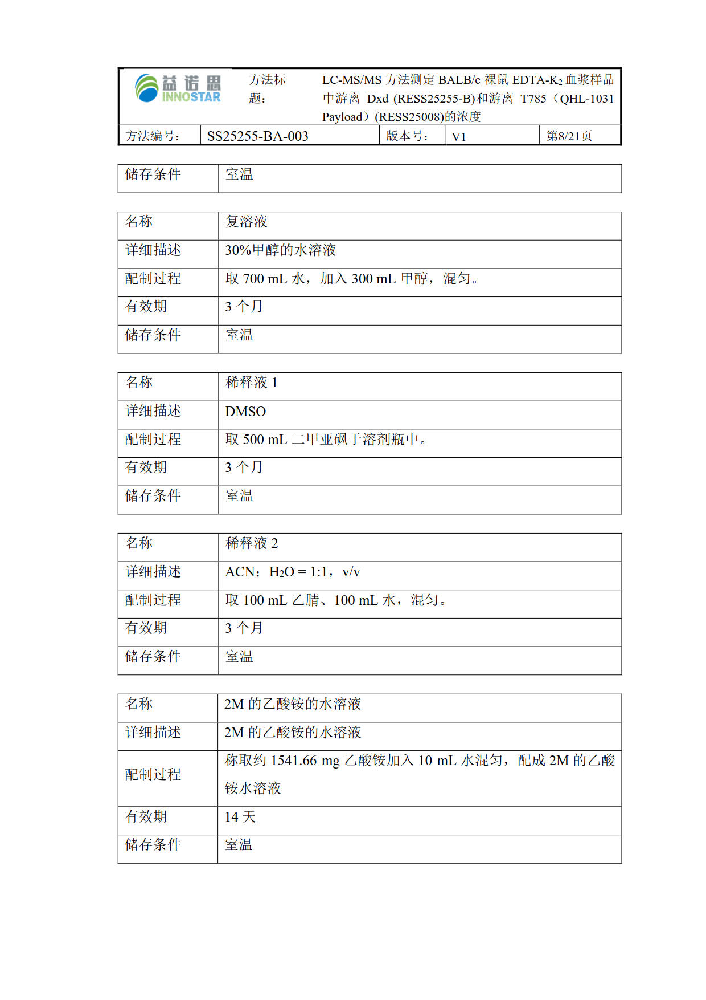 益诺思
INNOSTAR
方法标
题：
LC-MS/MS 方法测定 BALB/c 裸鼠 EDTA-K2 血浆样品
中游离 Dxd (RESS25255-B)和游离 T785（QHL-1031
Payload）(RESS25008)的浓度
方法编号： SS25255-BA-003 版本号： V1 第8/21页
储存条件 室温
名称 复溶液
详细描述 30%甲醇的水溶液
配制过程 取 700 mL 水，加入 300 mL 甲醇，混匀。
有效期 3 个月
储存条件 室温
名称 稀释液 1
详细描述 DMSO
配制过程 取 500 mL 二甲亚砜于溶剂瓶中。
有效期 3 个月
储存条件 室温
名称 稀释液 2
详细描述 ACN：H2O = 1:1，v/v
配制过程 取 100 mL 乙腈、100 mL 水，混匀。
有效期 3 个月
储存条件 室温
名称 2M 的乙酸铵的水溶液
详细描述 2M 的乙酸铵的水溶液
配制过程 称取约 1541.66 mg 乙酸铵加入 10 mL 水混匀，配成 2M 的乙酸
铵水溶液
有效期 14 天
储存条件 室温